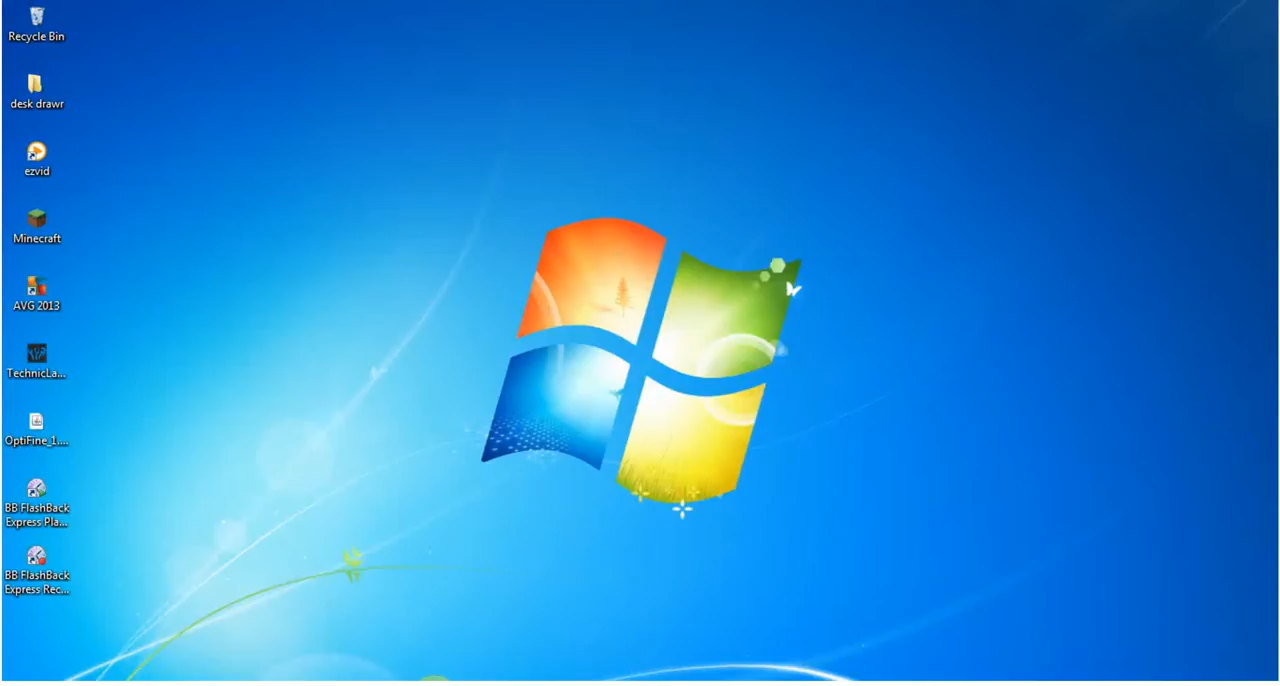 Recycle Bin
desk drawr
ezvid
Minecraft
AVG 2013
TechnicLa...
OptiFine_1....
BB FlashBack
Express Pla...
BB FlashBack
Express Rec...